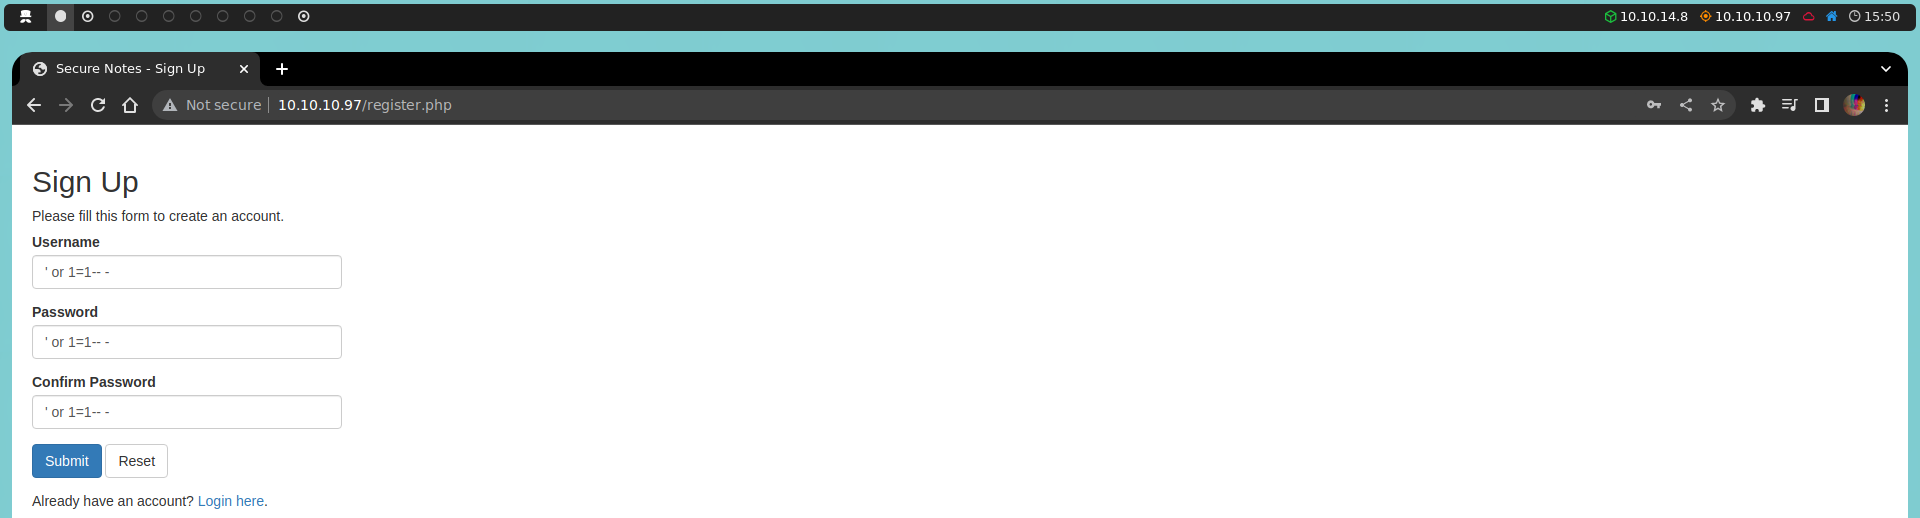 10.10.14.8 10.10.10.97 15:50
Secure Notes - Sign Up
Not secure 10.10.10.97/register.php
Sign Up
Please fill this form to create an account.
Username
' or 1=1-- -
Password
' or 1=1-- -
Confirm Password
' or 1=1-- -
Submit Reset
Already have an account? Login here.